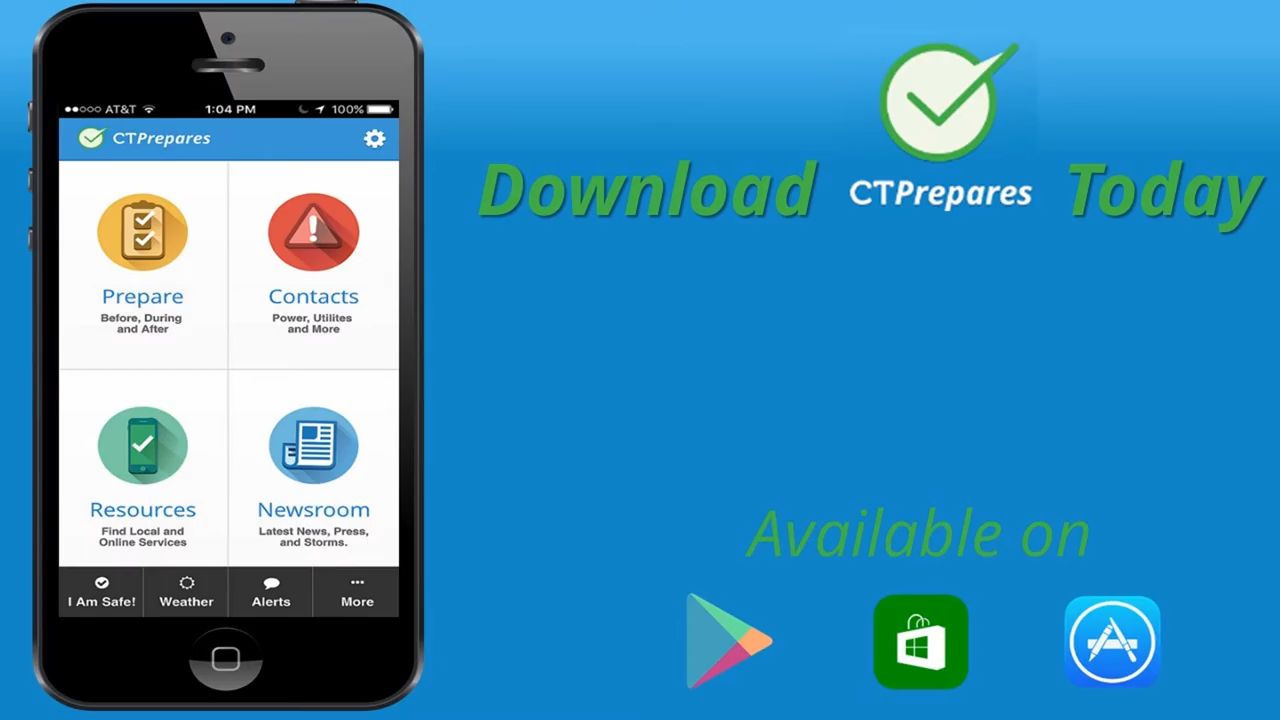 AT&T 1:04 PM 100%
CTPrepares
Prepare
Before, During
and After
Contacts
Power, Utilites
and More
Resources
Find Local and
Online Services
Newsroom
Latest News, Press,
and Storms.
I Am Safe! Weather Alerts More
Download CTPrepares Today
Available on